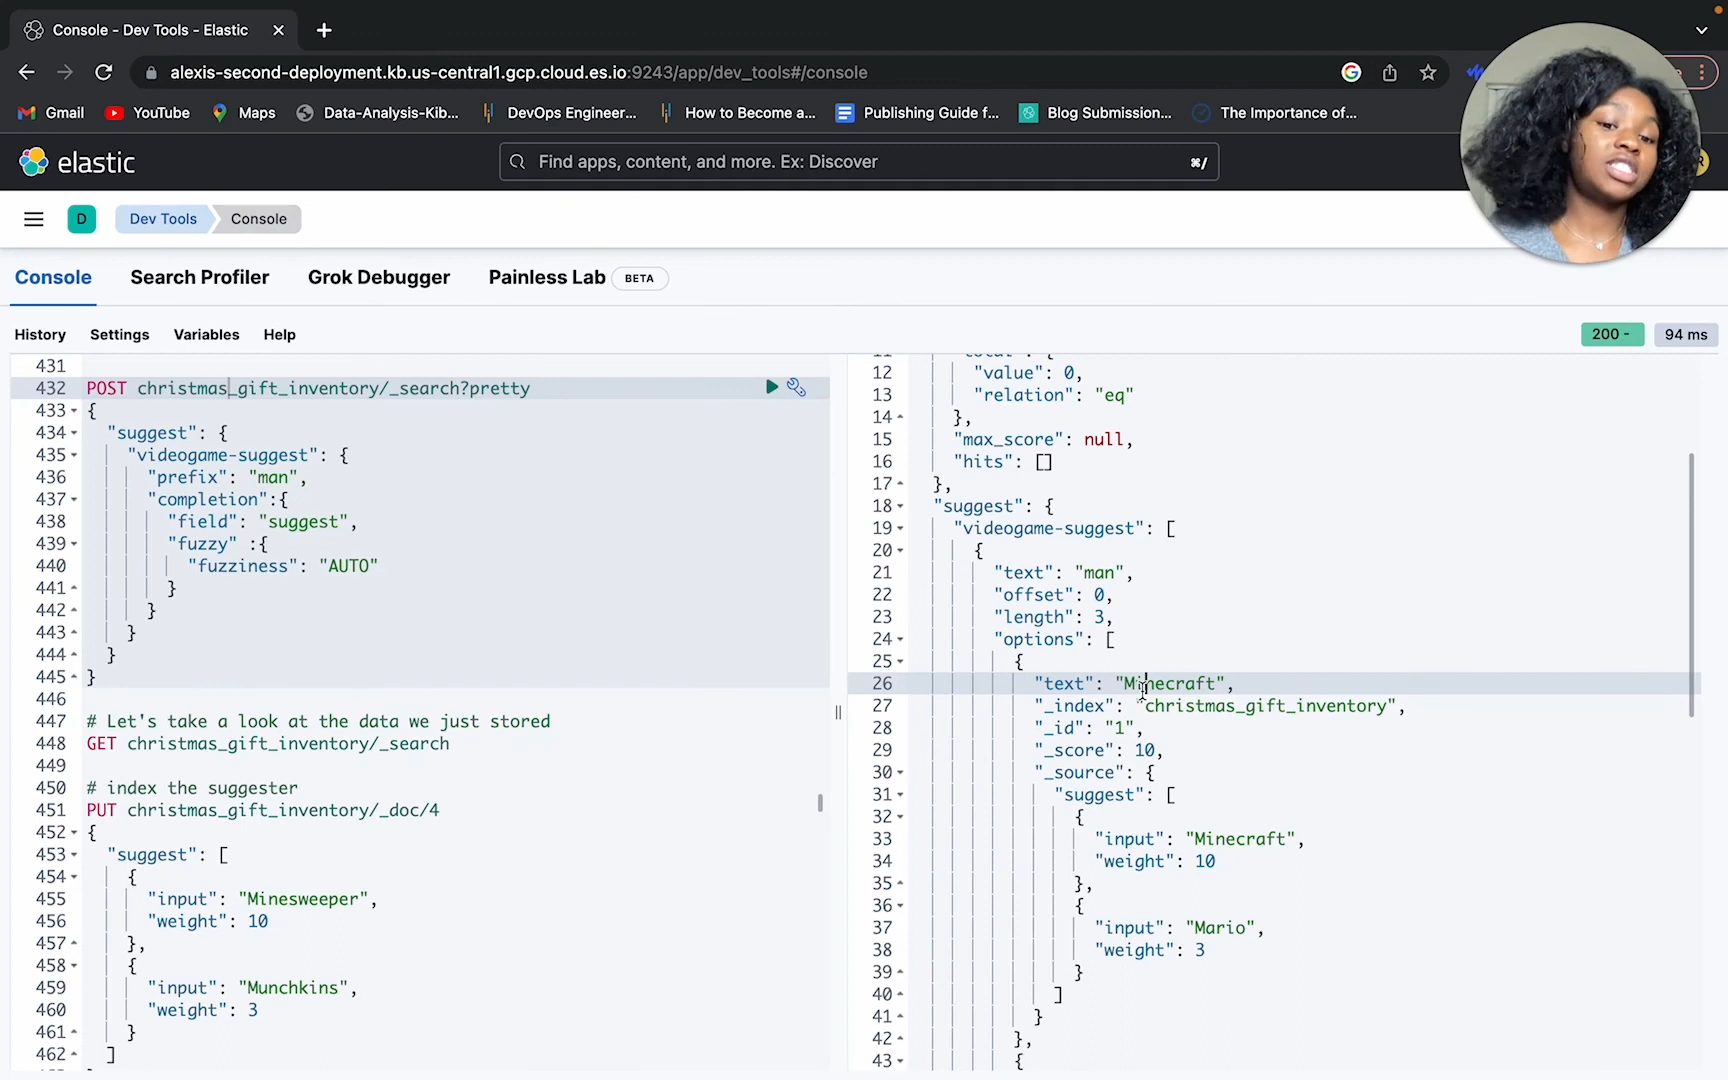 Console - Dev Tools - Elastic
alexis-second-deployment.kb.us-central1.gcp.cloud.es.io:9243/app/dev_tools#/console
Gmail YouTube Maps Data-Analysis-Kib... DevOps Engineer... How to Become a... Publishing Guide f... Blog Submission... The Importance of...
elastic
Find apps, content, and more. Ex: Discover ⌘/
D Dev Tools Console
Console Search Profiler Grok Debugger Painless Lab BETA
History Settings Variables Help 200 - 94 ms
431
432 POST christmas_gift_inventory/_search?pretty
433 {
434 "suggest": {
435 "videogame-suggest": {
436 "prefix": "man",
437 "completion":{
438 "field": "suggest",
439 "fuzzy" :{
440 "fuzziness": "AUTO"
441 }
442 }
443 }
444 }
445 }
446
447 # Let's take a look at the data we just stored
448 GET christmas_gift_inventory/_search
449
450 # index the suggester
451 PUT christmas_gift_inventory/_doc/4
452 {
453 "suggest": [
454 {
455 "input": "Minesweeper",
456 "weight": 10
457 },
458 {
459 "input": "Munchkins",
460 "weight": 3
461 }
462 ]
12 "value": 0,
13 "relation": "eq"
14 },
15 "max_score": null,
16 "hits": []
17 },
18 "suggest": {
19 "videogame-suggest": [
20 {
21 "text": "man",
22 "offset": 0,
23 "length": 3,
24 "options": [
25 {
26 "text": "Minecraft",
27 "_index": "christmas_gift_inventory",
28 "_id": "1",
29 "_score": 10,
30 "_source": {
31 "suggest": [
32 {
33 "input": "Minecraft",
34 "weight": 10
35 },
36 {
37 "input": "Mario",
38 "weight": 3
39 }
40 ]
41 }
42 },
43 {